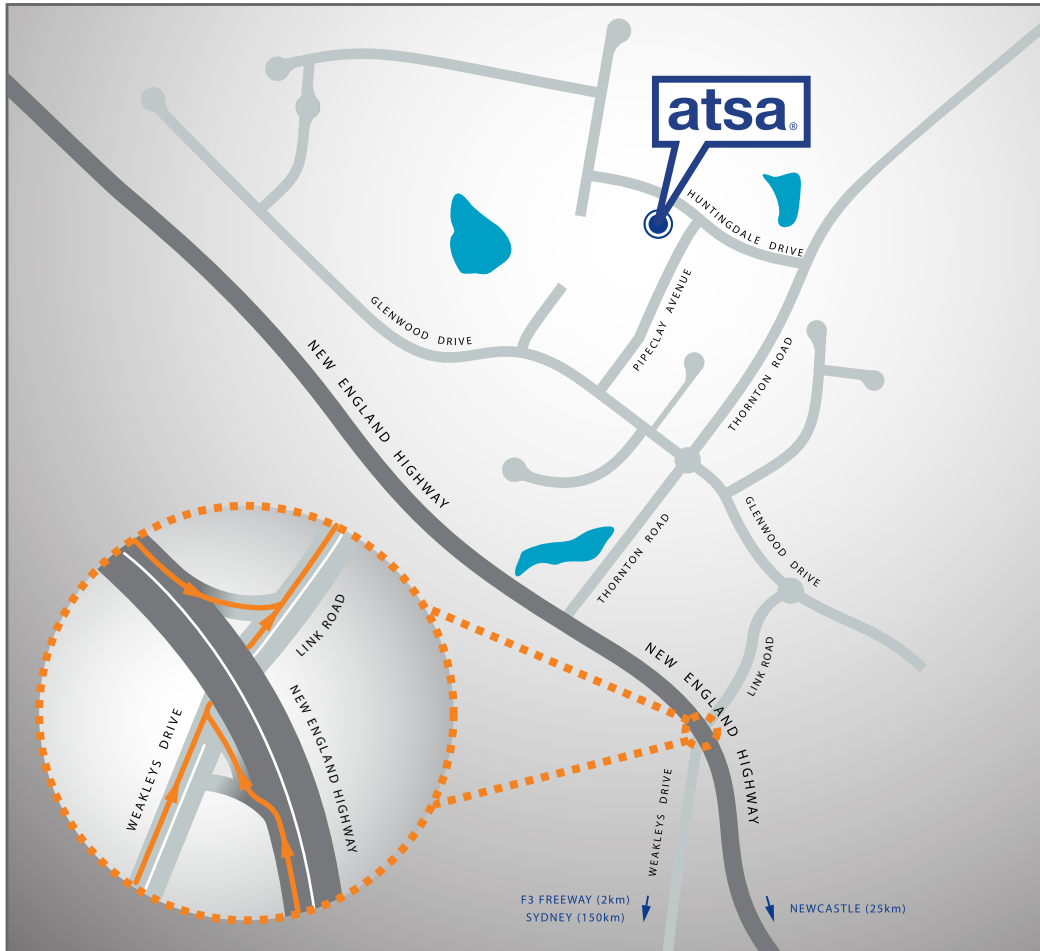 atsa®
HUNTINGDALE DRIVE
PIPECLAY AVENUE
GLENWOOD DRIVE
NEW ENGLAND HIGHWAY
THORNTON ROAD
GLENWOOD DRIVE
THORNTON ROAD
LINK ROAD
NEW ENGLAND HIGHWAY
LINK ROAD
NEW ENGLAND HIGHWAY
WEAKLEYS DRIVE
WEAKLEYS DRIVE
F3 FREEWAY (2km)
SYDNEY (150km)
NEWCASTLE (25km)